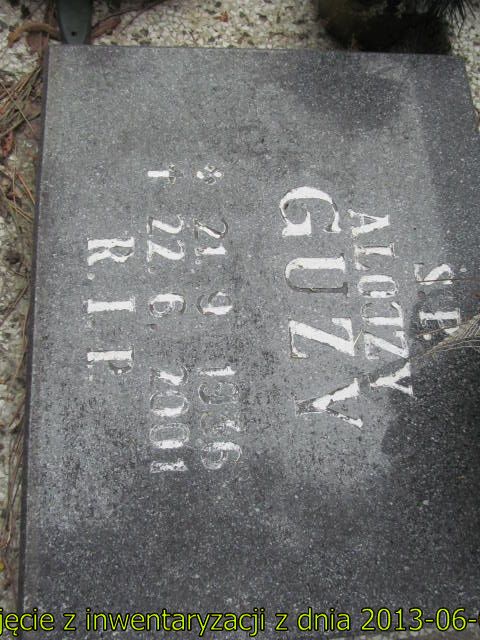 Ś.P.
ALOJZY
GUZY
* 21. 9. 1936
† 22. 6. 2001
R. I. P.
jęcie z inwentaryzacji z dnia 2013-06-